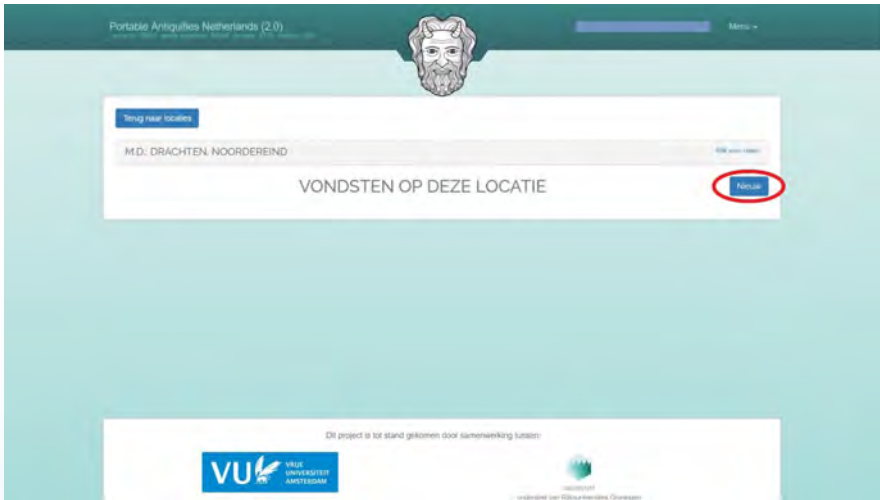 Portable Antiquities Netherlands (2.0)
Menu
Terug naar locaties
M.D.: DRACHTEN, NOORDEREIND
VONDSTEN OP DEZE LOCATIE
Nieuw
Dit project is tot stand gekomen door samenwerking tussen:
VU
VRIJE
UNIVERSITEIT
AMSTERDAM